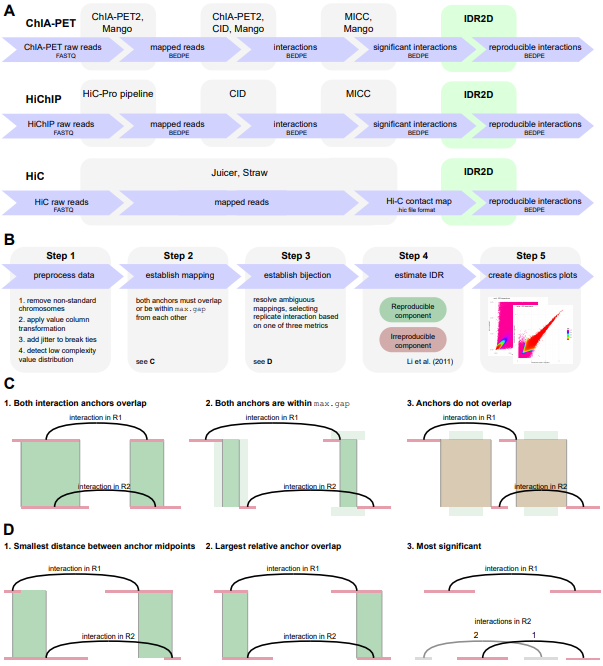 A
ChIA-PET
ChIA-PET2,
Mango
ChIA-PET2,
CID, Mango
MICC,
Mango
IDR2D
ChIA-PET raw reads
FASTQ
mapped reads
BEDPE
interactions
BEDPE
significant interactions
BEDPE
reproducible interactions
BEDPE
HiChIP
HiC-Pro pipeline
CID
MICC
IDR2D
HiChIP raw reads
FASTQ
mapped reads
BEDPE
interactions
BEDPE
significant interactions
BEDPE
reproducible interactions
BEDPE
HiC
Juicer, Straw
IDR2D
HiC raw reads
FASTQ
mapped reads
Hi-C contact map
.hic file format
reproducible interactions
BEDPE
B
Step 1
Step 2
Step 3
Step 4
Step 5
preprocess data
establish mapping
establish bijection
estimate IDR
create diagnostics plots
1. remove non-standard
chromosomes
2. apply value column
transformation
3. add jitter to break ties
4. detect low complexity
value distribution
both anchors must overlap
or be within max.gap
from each other
see C
resolve ambiguous
mappings, selecting
replicate interaction based
on one of three metrics
see D
Reproducible
component
Irreproducible
component
Li et al. (2011)
C
1. Both interaction anchors overlap
interaction in R1
interaction in R2
2. Both anchors are within max.gap
interaction in R1
interaction in R2
3. Anchors do not overlap
interaction in R1
interaction in R2
D
1. Smallest distance between anchor midpoints
interaction in R1
interaction in R2
2. Largest relative anchor overlap
interaction in R1
interaction in R2
3. Most significant
interaction in R1
interactions in R2
2
1